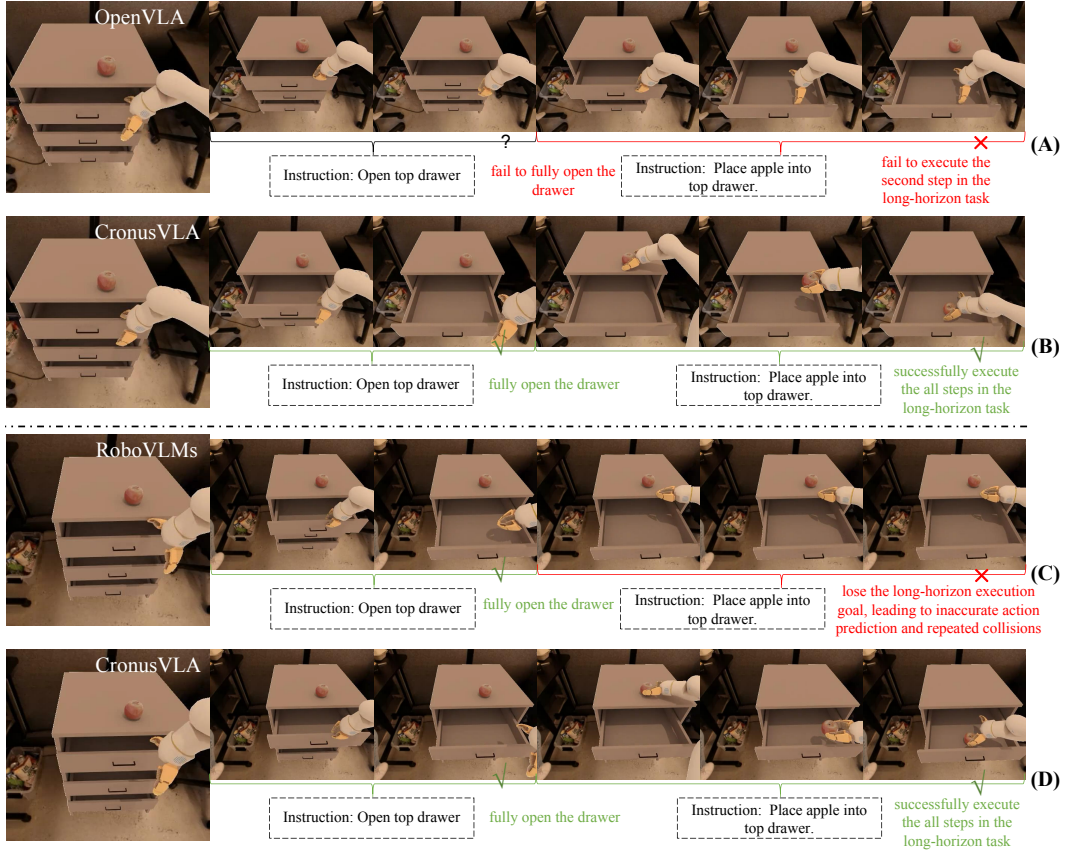 OpenVLA
?
Instruction: Open top drawer
fail to fully open the
drawer
Instruction: Place apple into
top drawer.
fail to execute the
second step in the
long-horizon task
(A)
CronusVLA
Instruction: Open top drawer
fully open the drawer
Instruction: Place apple into
top drawer.
successfully execute
the all steps in the
long-horizon task
(B)
RoboVLMs
Instruction: Open top drawer
fully open the drawer
Instruction: Place apple into
top drawer.
lose the long-horizon execution
goal, leading to inaccurate action
prediction and repeated collisions
(C)
CronusVLA
Instruction: Open top drawer
fully open the drawer
Instruction: Place apple into
top drawer.
successfully execute
the all steps in the
long-horizon task
(D)